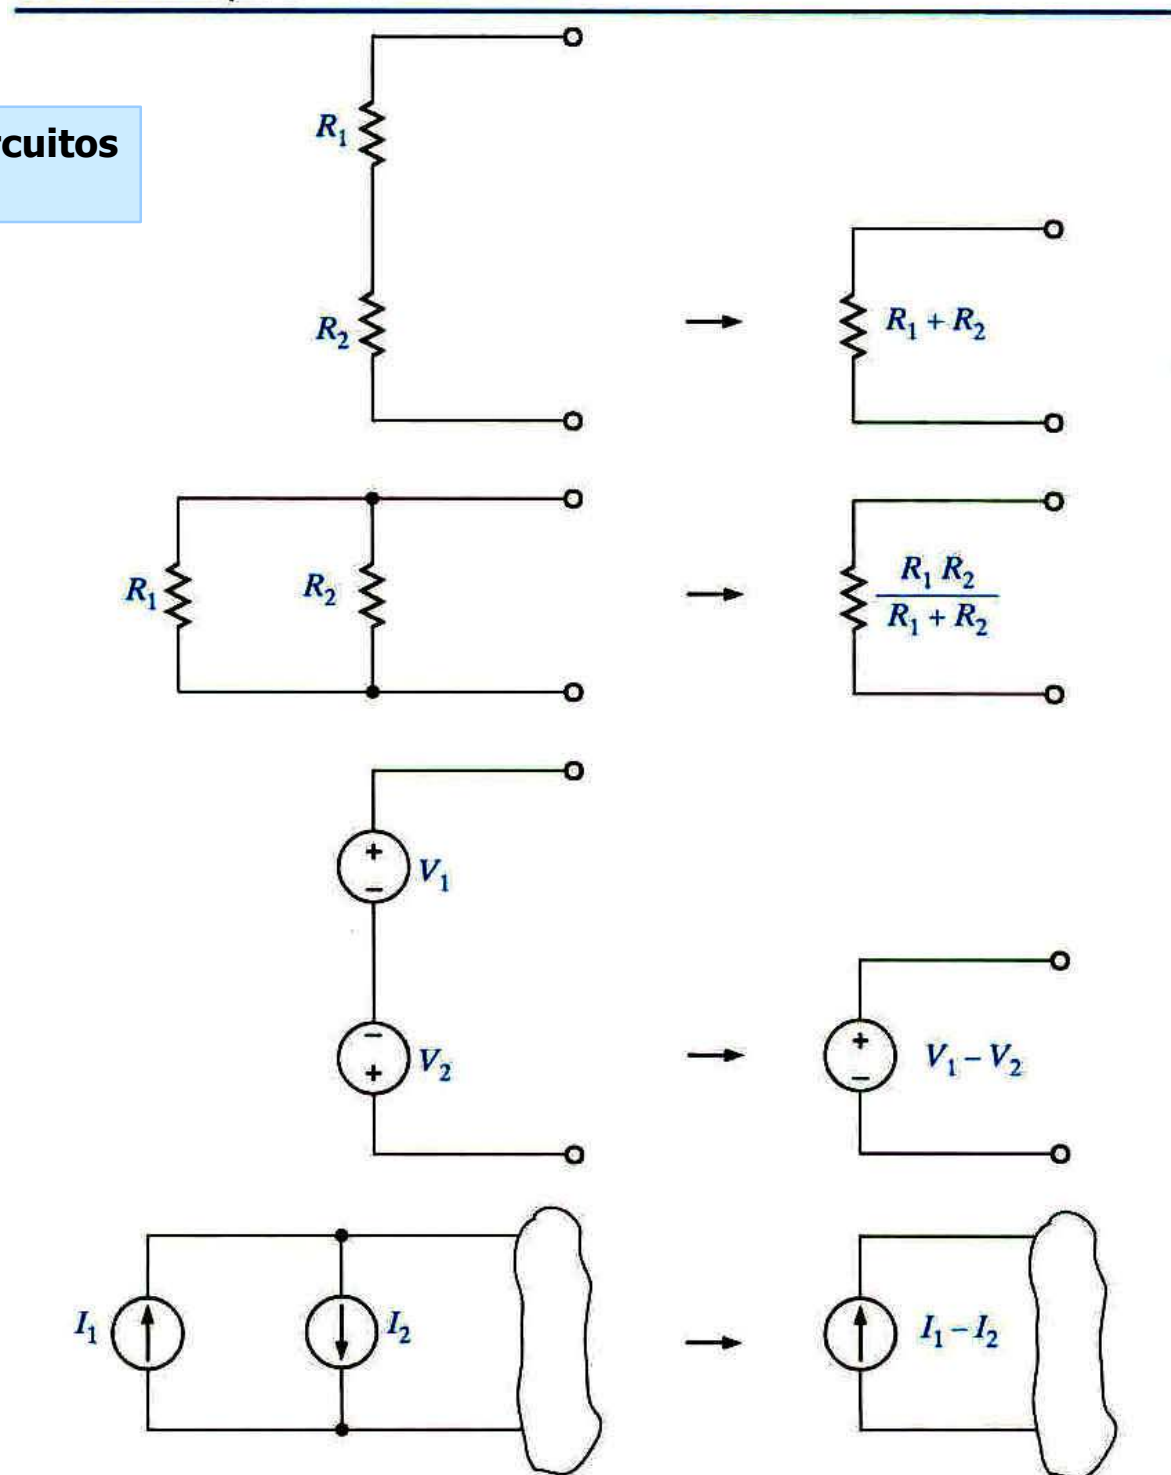 rcuitos
R₁
R₂
R₁ + R₂
R₁
R₂
R₁ R₂
R₁ + R₂
+
−
V₁
−
+
V₂
+
−
V₁ − V₂
I₁
I₂
I₁ − I₂